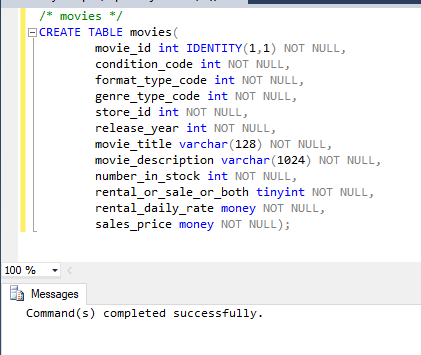 /* movies */
CREATE TABLE movies(
movie_id int IDENTITY(1,1) NOT NULL,
condition_code int NOT NULL,
format_type_code int NOT NULL,
genre_type_code int NOT NULL,
store_id int NOT NULL,
release_year int NOT NULL,
movie_title varchar(128) NOT NULL,
movie_description varchar(1024) NOT NULL,
number_in_stock int NOT NULL,
rental_or_sale_or_both tinyint NOT NULL,
rental_daily_rate money NOT NULL,
sales_price money NOT NULL);
100 %
Messages
Command(s) completed successfully.